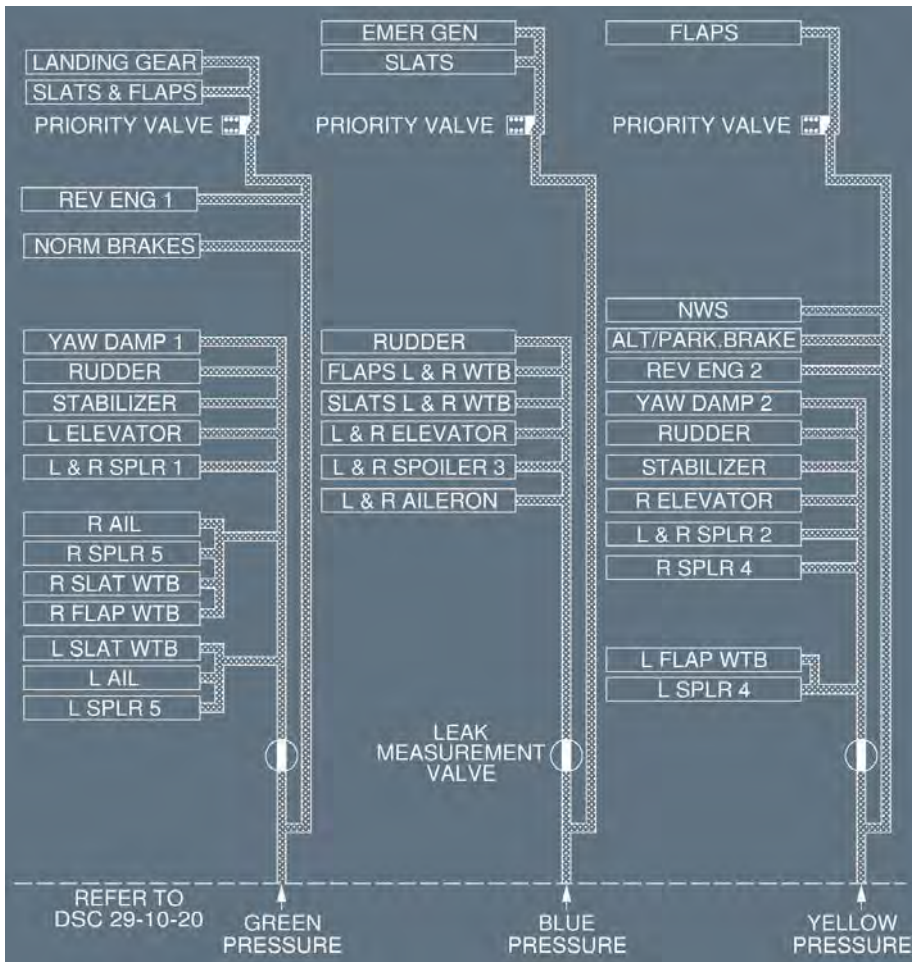 LANDING GEAR
SLATS & FLAPS
PRIORITY VALVE
REV ENG 1
NORM BRAKES
YAW DAMP 1
RUDDER
STABILIZER
L ELEVATOR
L & R SPLR 1
R AIL
R SPLR 5
R SLAT WTB
R FLAP WTB
L SLAT WTB
L AIL
L SPLR 5
EMER GEN
SLATS
PRIORITY VALVE
RUDDER
FLAPS L & R WTB
SLATS L & R WTB
L & R ELEVATOR
L & R SPOILER 3
L & R AILERON
LEAK
MEASUREMENT
VALVE
FLAPS
PRIORITY VALVE
NWS
ALT/PARK.BRAKE
REV ENG 2
YAW DAMP 2
RUDDER
STABILIZER
R ELEVATOR
L & R SPLR 2
R SPLR 4
L FLAP WTB
L SPLR 4
REFER TO
DSC 29-10-20
GREEN
PRESSURE
BLUE
PRESSURE
YELLOW
PRESSURE